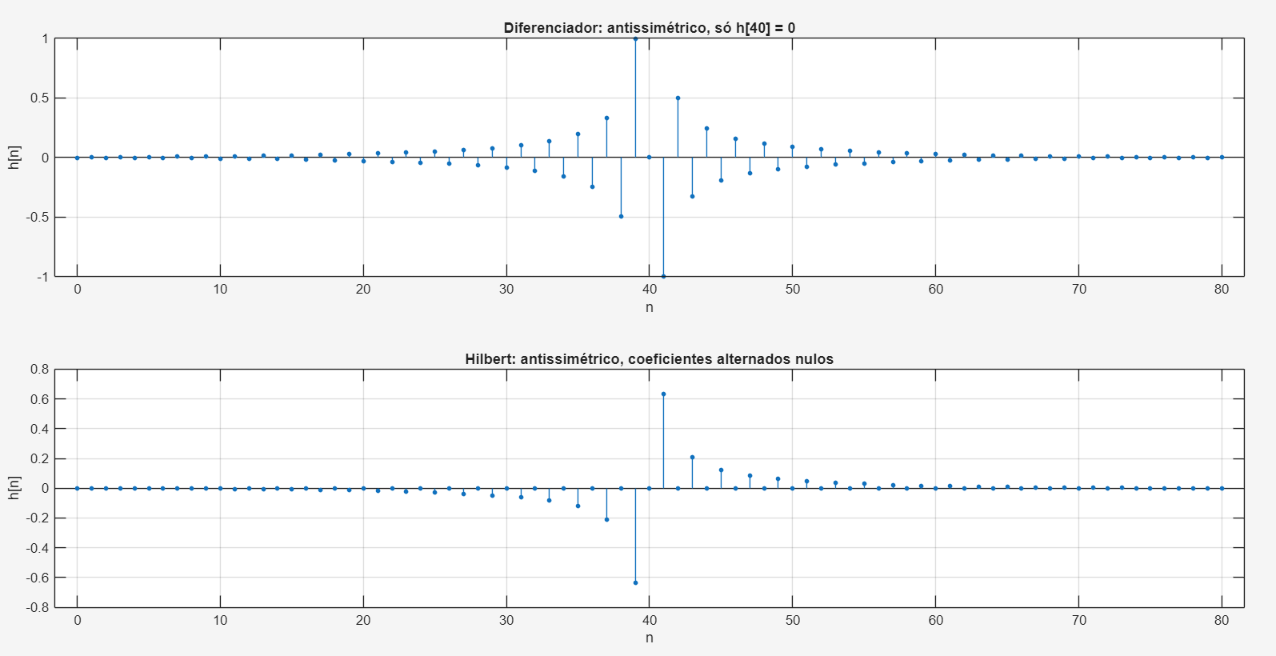 Diferenciador: antissimétrico, só h[40] = 0
1
0.5
0
-0.5
-1
h[n]
0 10 20 30 40 50 60 70 80
n
Hilbert: antissimétrico, coeficientes alternados nulos
0.8
0.6
0.4
0.2
0
-0.2
-0.4
-0.6
-0.8
h[n]
0 10 20 30 40 50 60 70 80
n